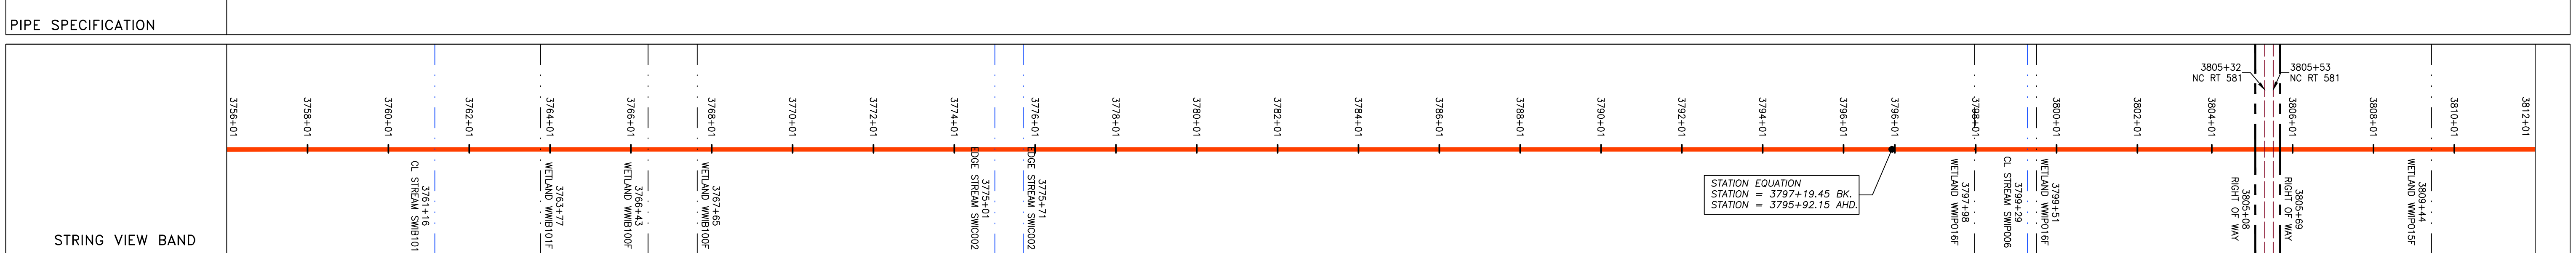 PIPE SPECIFICATION
3805+32
NC RT 581
3805+53
NC RT 581
3756+01
3758+01
3760+01
3762+01
3764+01
3766+01
3768+01
3770+01
3772+01
3774+01
3776+01
3778+01
3780+01
3782+01
3784+01
3786+01
3788+01
3790+01
3792+01
3794+01
3796+01
3798+01
3800+01
3802+01
3804+01
3806+01
3808+01
3810+01
3812+01
3761+16
CL STREAM SWIB101
3763+77
WETLAND WWIB101F
3766+43
WETLAND WWIB100F
3767+65
WETLAND WWIB100F
3775+01
EDGE STREAM SWIC002
3775+71
EDGE STREAM SWIC002
STATION EQUATION
STATION = 3797+19.45 BK.
STATION = 3795+92.15 AHD.
3797+98
WETLAND WWIP016F
3799+29
CL STREAM SWIP006
3799+51
WETLAND WWIP016F
3805+08
RIGHT OF WAY
3805+69
RIGHT OF WAY
3809+44
WETLAND WWIP015F
STRING VIEW BAND